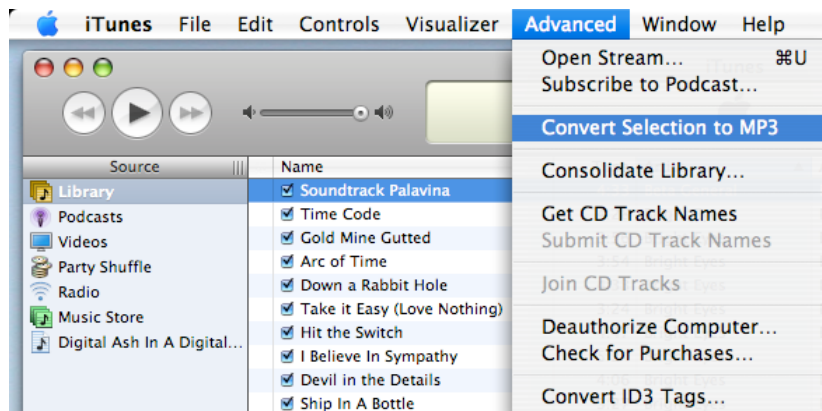 iTunes File Edit Controls Visualizer Advanced Window Help
Open Stream... ⌘U
Subscribe to Podcast...
Convert Selection to MP3
Consolidate Library...
Get CD Track Names
Submit CD Track Names
Join CD Tracks
Deauthorize Computer...
Check for Purchases...
Convert ID3 Tags...
Source
Library
Podcasts
Videos
Party Shuffle
Radio
Music Store
Digital Ash In A Digital...
Name
Soundtrack Palavina
Time Code
Gold Mine Gutted
Arc of Time
Down a Rabbit Hole
Take it Easy (Love Nothing)
Hit the Switch
I Believe In Sympathy
Devil in the Details
Ship In A Bottle